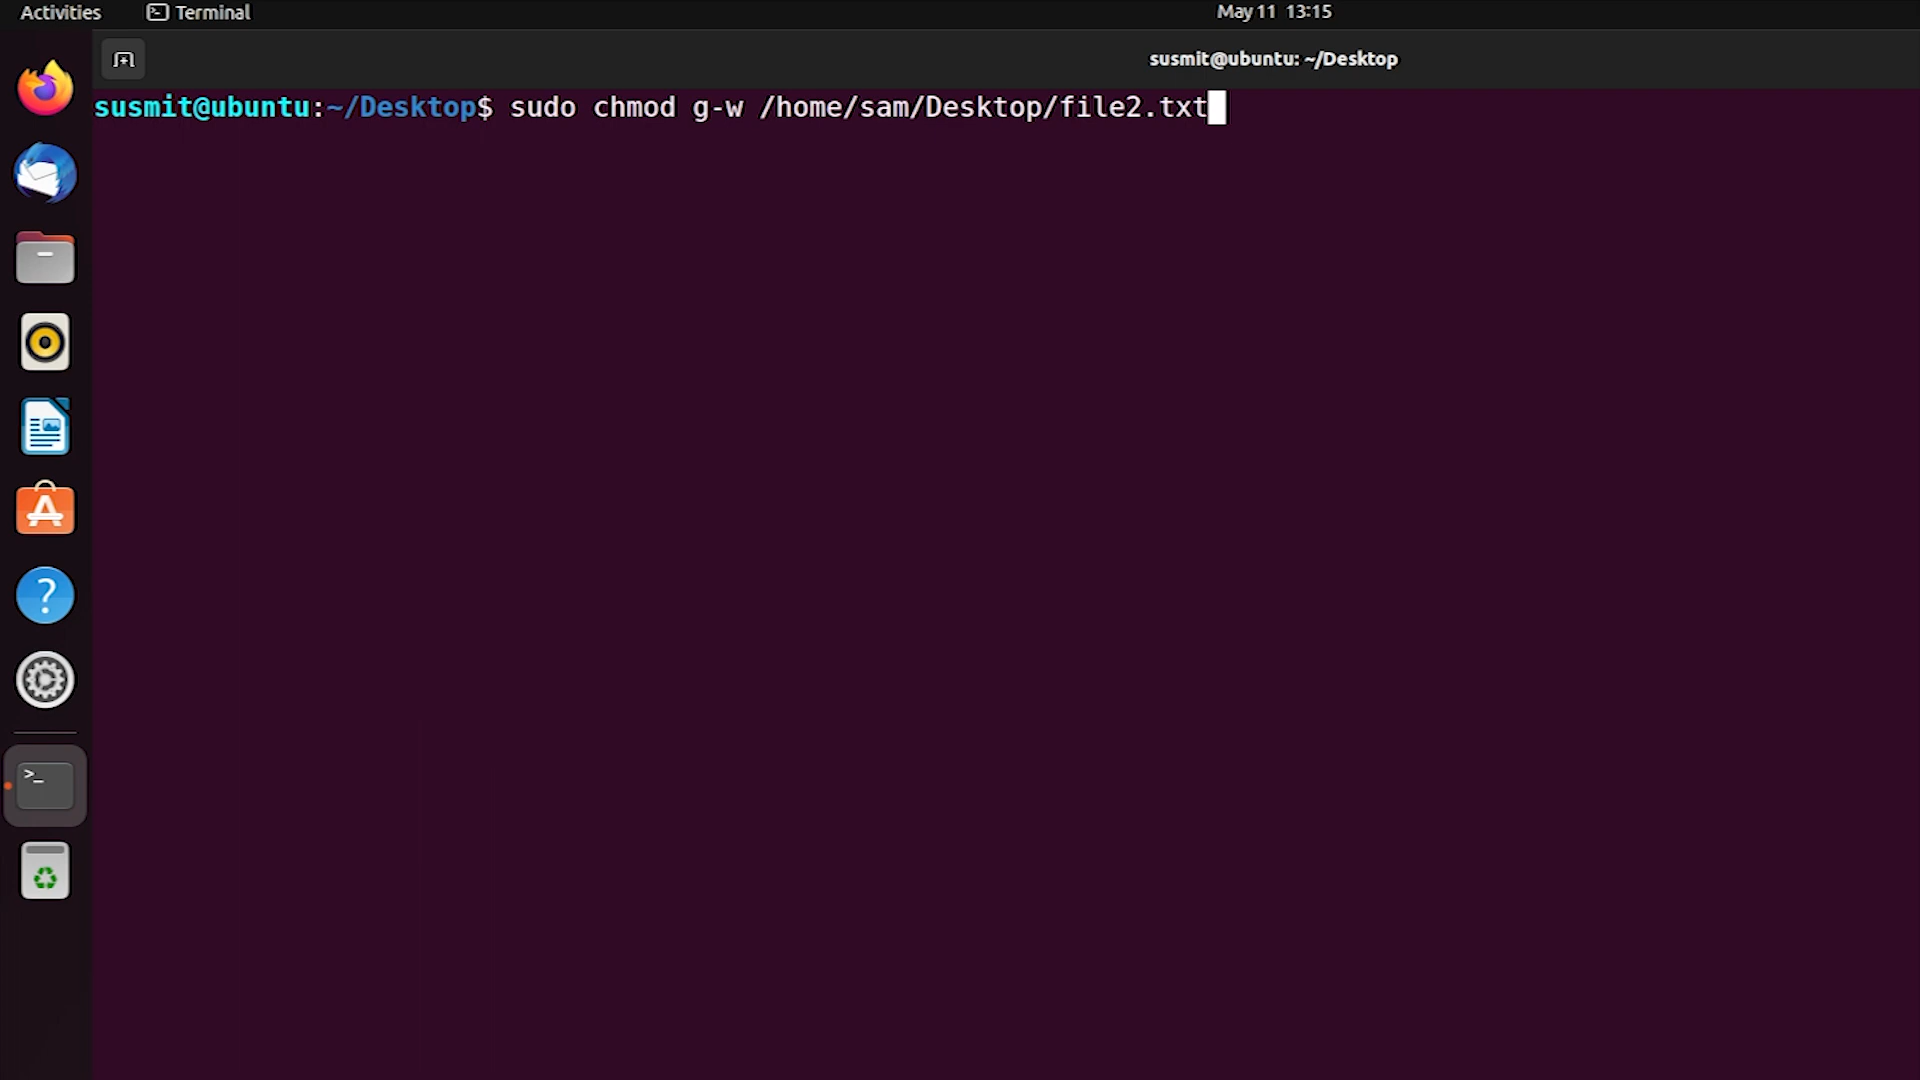 Activities
Terminal
May 11 13:15
susmit@ubuntu: ~/Desktop
susmit@ubuntu:~/Desktop$ sudo chmod g-w /home/sam/Desktop/file2.txt